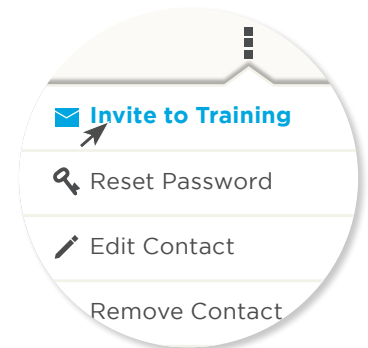 Invite to Training
Reset Password
Edit Contact
Remove Contact